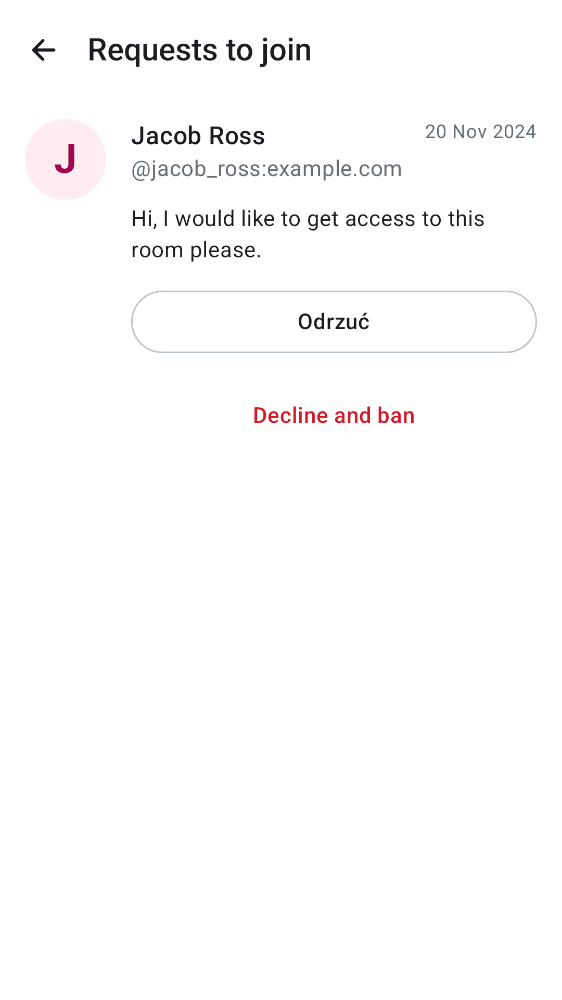 Requests to join
J
Jacob Ross
20 Nov 2024
@jacob_ross:example.com
Hi, I would like to get access to this
room please.
Odrzuć
Decline and ban